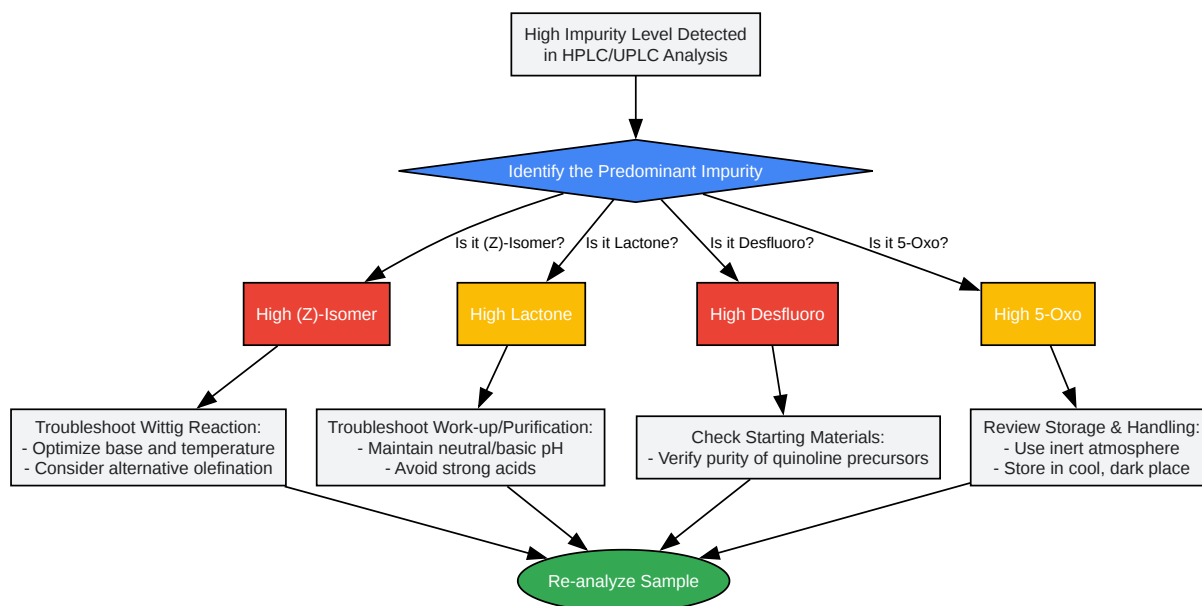 High Impurity Level Detected
in HPLC/UPLC Analysis
Identify the Predominant Impurity
Is it (Z)-Isomer?
Is it Lactone?
Is it Desfluoro?
Is it 5-Oxo?
High (Z)-Isomer
High Lactone
High Desfluoro
High 5-Oxo
Troubleshoot Wittig Reaction:
- Optimize base and temperature
- Consider alternative olefination
Troubleshoot Work-up/Purification:
- Maintain neutral/basic pH
- Avoid strong acids
Check Starting Materials:
- Verify purity of quinoline precursors
Review Storage & Handling:
- Use inert atmosphere
- Store in cool, dark place
Re-analyze Sample